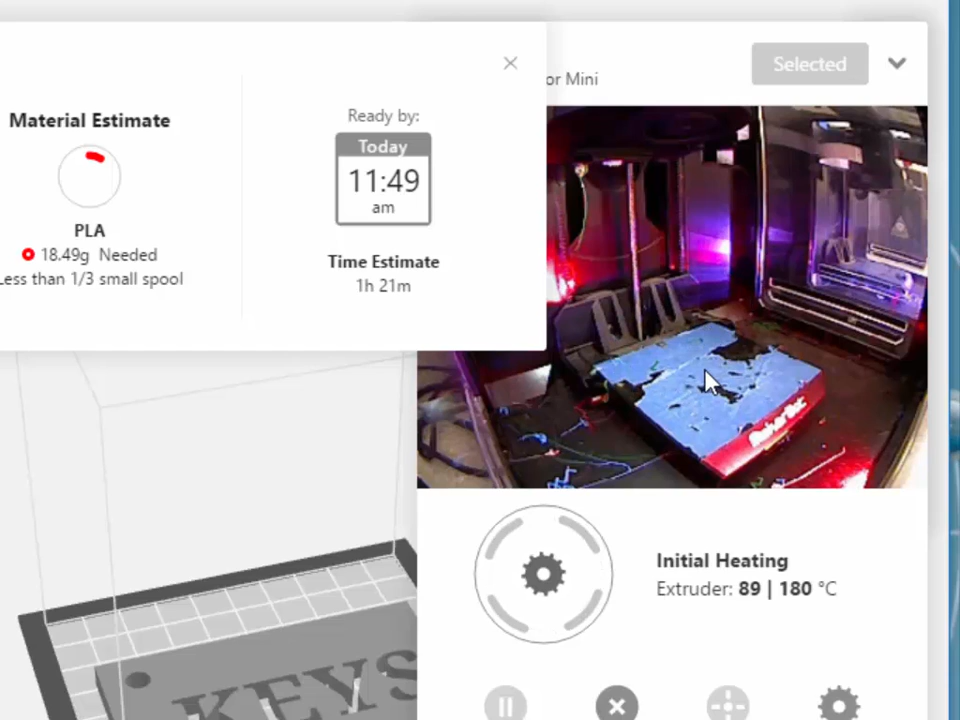 Material Estimate
PLA
18.49g Needed
Less than 1/3 small spool
Ready by:
Today
11:49
am
Time Estimate
1h 21m
or Mini
Selected
MakerBot
Initial Heating
Extruder: 89 | 180 °C
KEYS